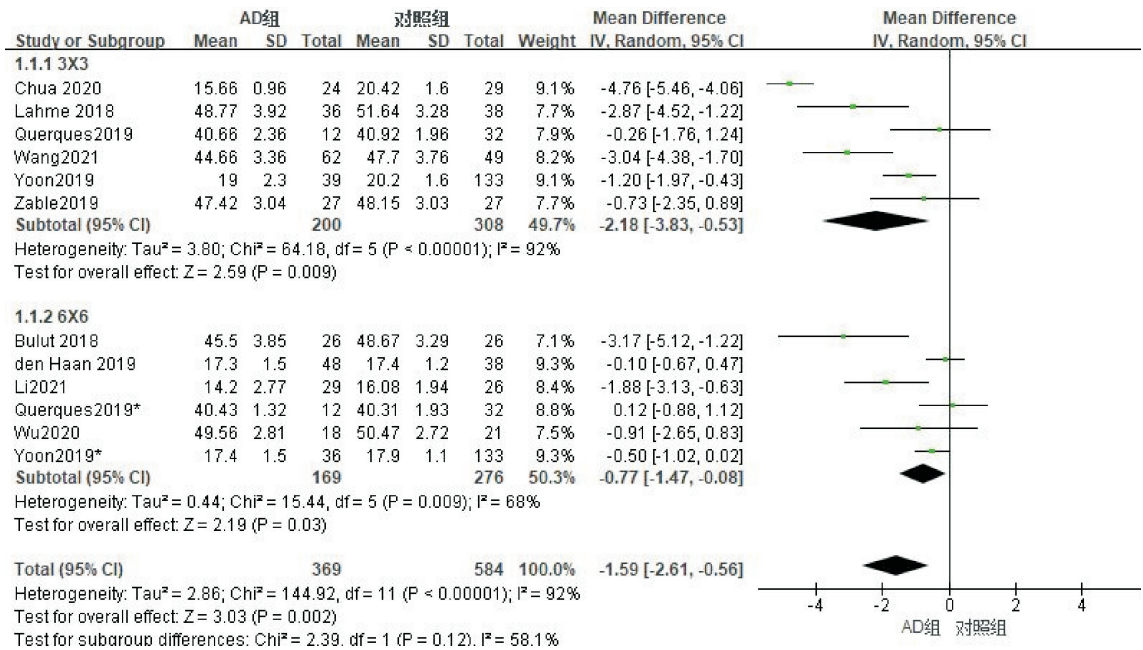 AD组 对照组 Mean Difference Mean Difference
Study or Subgroup Mean SD Total Mean SD Total Weight IV, Random, 95% CI IV, Random, 95% CI
1.1.1 3X3
Chua 2020 15.66 0.96 24 20.42 1.6 29 9.1% -4.76 [-5.46, -4.06]
Lahme 2018 48.77 3.92 36 51.64 3.28 38 7.7% -2.87 [-4.52, -1.22]
Querques2019 40.66 2.36 12 40.92 1.96 32 7.9% -0.26 [-1.76, 1.24]
Wang2021 44.66 3.36 62 47.7 3.76 49 8.2% -3.04 [-4.38, -1.70]
Yoon2019 19 2.3 39 20.2 1.6 133 9.1% -1.20 [-1.97, -0.43]
Zable2019 47.42 3.04 27 48.15 3.03 27 7.7% -0.73 [-2.35, 0.89]
Subtotal (95% CI) 200 308 49.7% -2.18 [-3.83, -0.53]
Heterogeneity: Tau² = 3.80; Chi² = 64.18, df = 5 (P < 0.00001); I² = 92%
Test for overall effect: Z = 2.59 (P = 0.009)
1.1.2 6X6
Bulut 2018 45.5 3.85 26 48.67 3.29 26 7.1% -3.17 [-5.12, -1.22]
den Haan 2019 17.3 1.5 48 17.4 1.2 38 9.3% -0.10 [-0.67, 0.47]
Li2021 14.2 2.77 29 16.08 1.94 26 8.4% -1.88 [-3.13, -0.63]
Querques2019* 40.43 1.32 12 40.31 1.93 32 8.8% 0.12 [-0.88, 1.12]
Wu2020 49.56 2.81 18 50.47 2.72 21 7.5% -0.91 [-2.65, 0.83]
Yoon2019* 17.4 1.5 36 17.9 1.1 133 9.3% -0.50 [-1.02, 0.02]
Subtotal (95% CI) 169 276 50.3% -0.77 [-1.47, -0.08]
Heterogeneity: Tau² = 0.44; Chi² = 15.44, df = 5 (P = 0.009); I² = 68%
Test for overall effect: Z = 2.19 (P = 0.03)
Total (95% CI) 369 584 100.0% -1.59 [-2.61, -0.56]
Heterogeneity: Tau² = 2.86; Chi² = 144.92, df = 11 (P < 0.00001); I² = 92%
Test for overall effect: Z = 3.03 (P = 0.002)
Test for subgroup differences: Chi² = 2.39, df = 1 (P = 0.12), I² = 58.1%
-4 -2 0 2 4
AD组 对照组